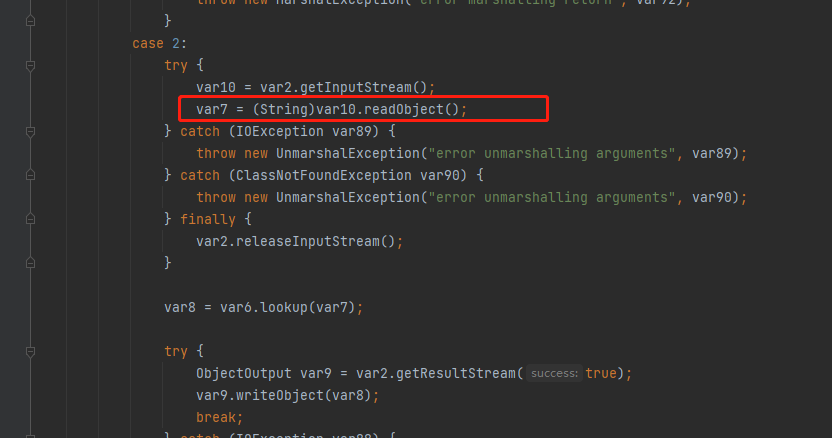 throw new MarshalException("error marshalling return", var92);
}
case 2:
try {
var10 = var2.getInputStream();
var7 = (String)var10.readObject();
} catch (IOException var89) {
throw new UnmarshalException("error unmarshalling arguments", var89);
} catch (ClassNotFoundException var90) {
throw new UnmarshalException("error unmarshalling arguments", var90);
} finally {
var2.releaseInputStream();
}
var8 = var6.lookup(var7);
try {
ObjectOutput var9 = var2.getResultStream( success: true);
var9.writeObject(var8);
break;
} catch (IOException var88) {